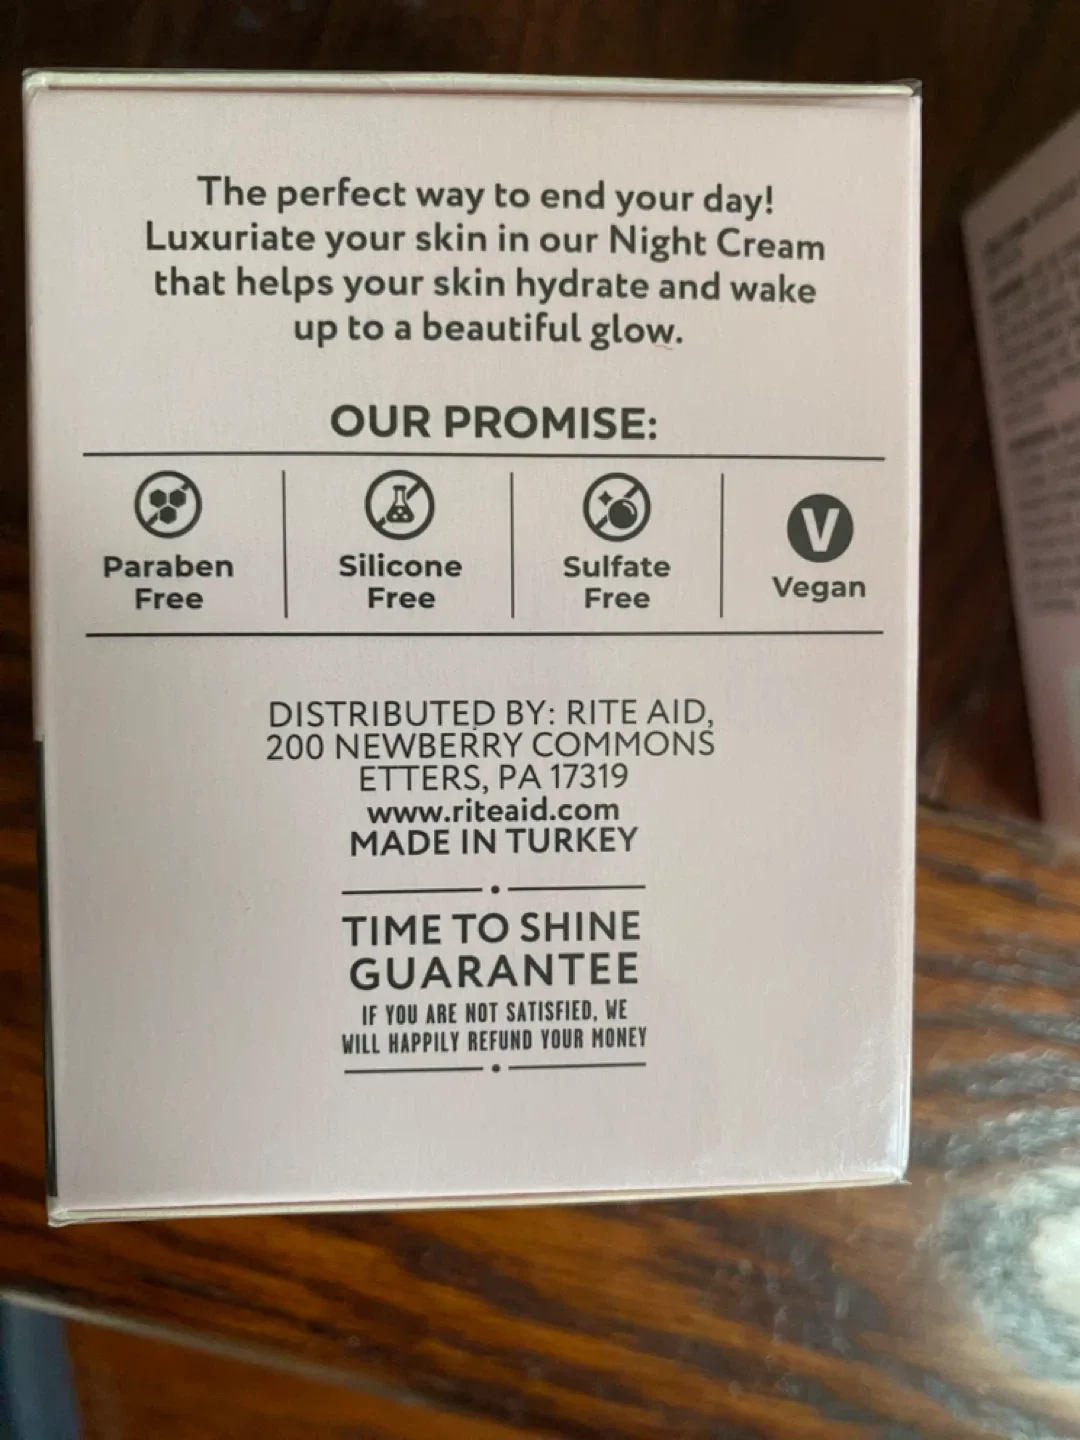 The perfect way to end your day!
Luxuriate your skin in our Night Cream
that helps your skin hydrate and wake
up to a beautiful glow.
OUR PROMISE:
Paraben
Free
Silicone
Free
Sulfate
Free
V
Vegan
DISTRIBUTED BY: RITE AID,
200 NEWBERRY COMMONS
ETTERS, PA 17319
www.riteaid.com
MADE IN TURKEY
TIME TO SHINE
GUARANTEE
IF YOU ARE NOT SATISFIED, WE
WILL HAPPILY REFUND YOUR MONEY